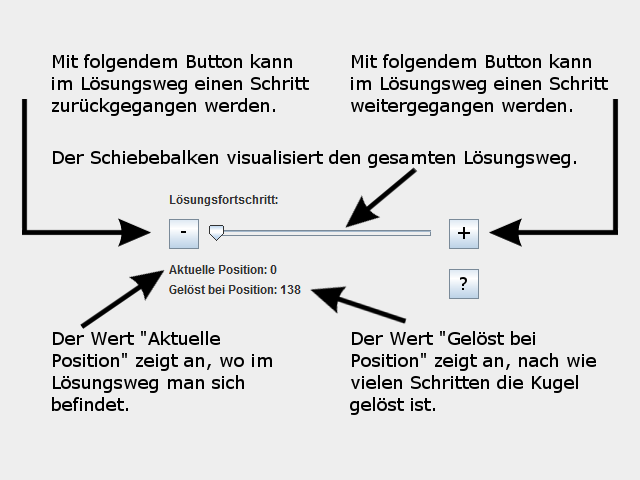 Mit folgendem Button kann
im Lösungsweg einen Schritt
zurückgegangen werden.
Mit folgendem Button kann
im Lösungsweg einen Schritt
weitergegangen werden.
Der Schiebebalken visualisiert den gesamten Lösungsweg.
Lösungsfortschritt:
-
+
Aktuelle Position: 0
?
Gelöst bei Position: 138
Der Wert "Aktuelle
Position" zeigt an, wo im
Lösungsweg man sich
befindet.
Der Wert "Gelöst bei
Position" zeigt an, nach wie
vielen Schritten die Kugel
gelöst ist.